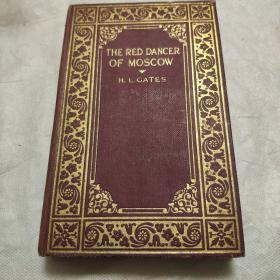 THE RED DANCER
OF MOSCOW
H. L. GATES